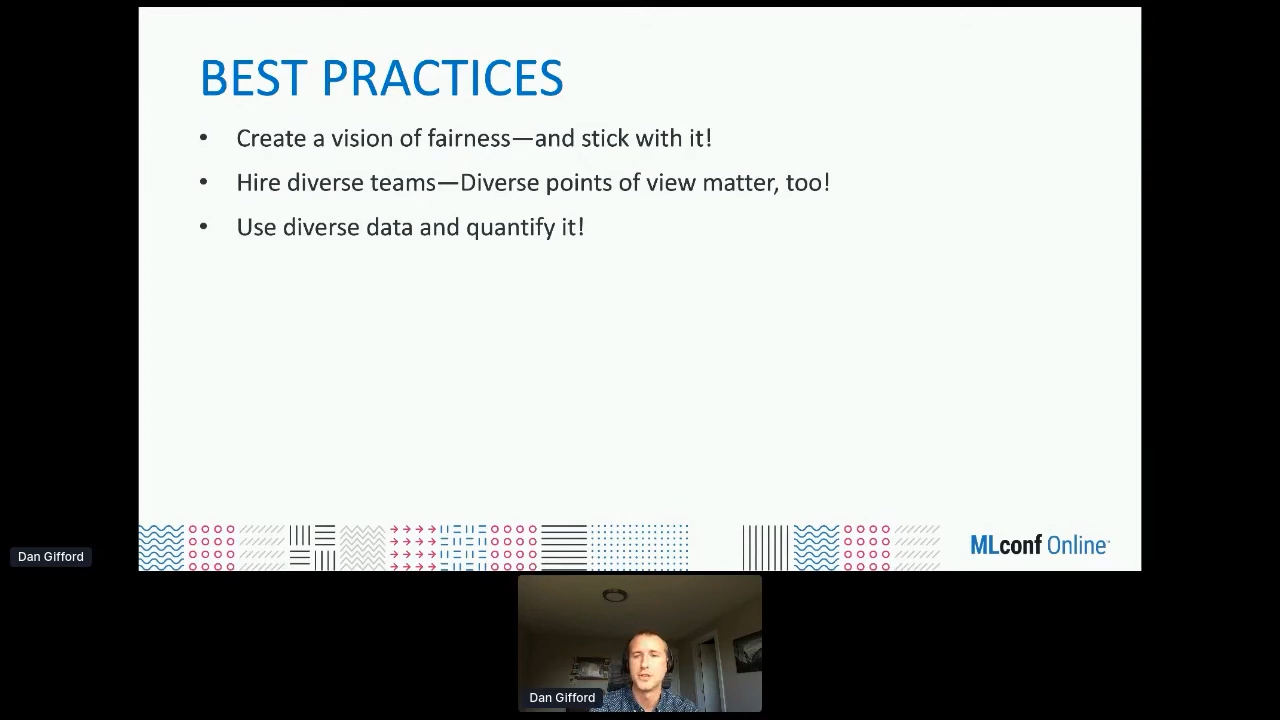 BEST PRACTICES
• Create a vision of fairness—and stick with it!
• Hire diverse teams—Diverse points of view matter, too!
• Use diverse data and quantify it!
MLconf Online
Dan Gifford
Dan Gifford